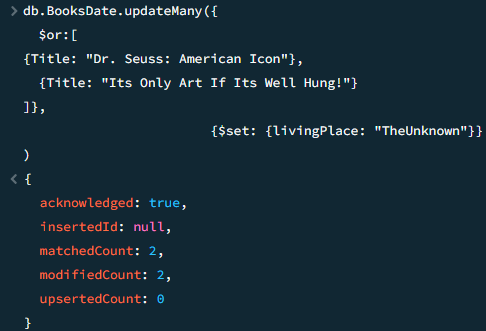 > db.BooksDate.updateMany({
$or:[
{Title: "Dr. Seuss: American Icon"},
{Title: "Its Only Art If Its Well Hung!"}
]},
{$set: {livingPlace: "TheUnknown"}}
)
< {
acknowledged: true,
insertedId: null,
matchedCount: 2,
modifiedCount: 2,
upsertedCount: 0
}